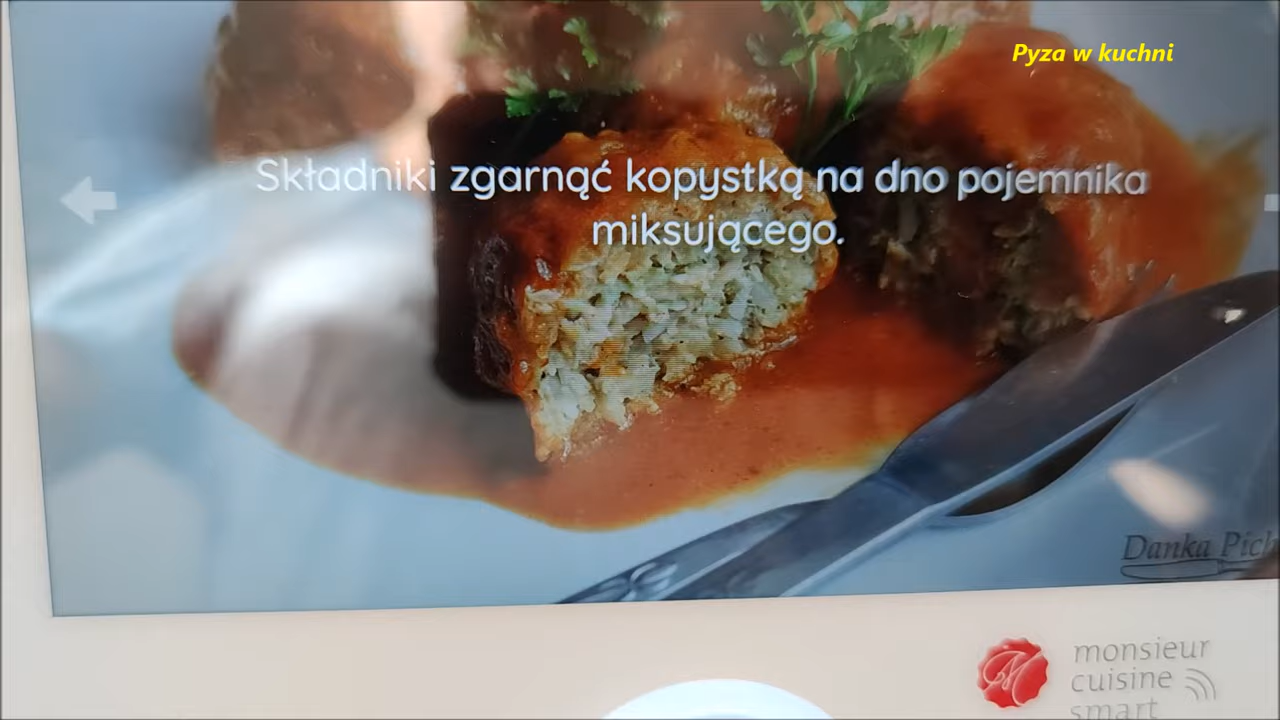 Pyza w kuchni
Składniki zgarnąć kopystką na dno pojemnika
miksującego.
Danka Pich
monsieur
cuisine
smart